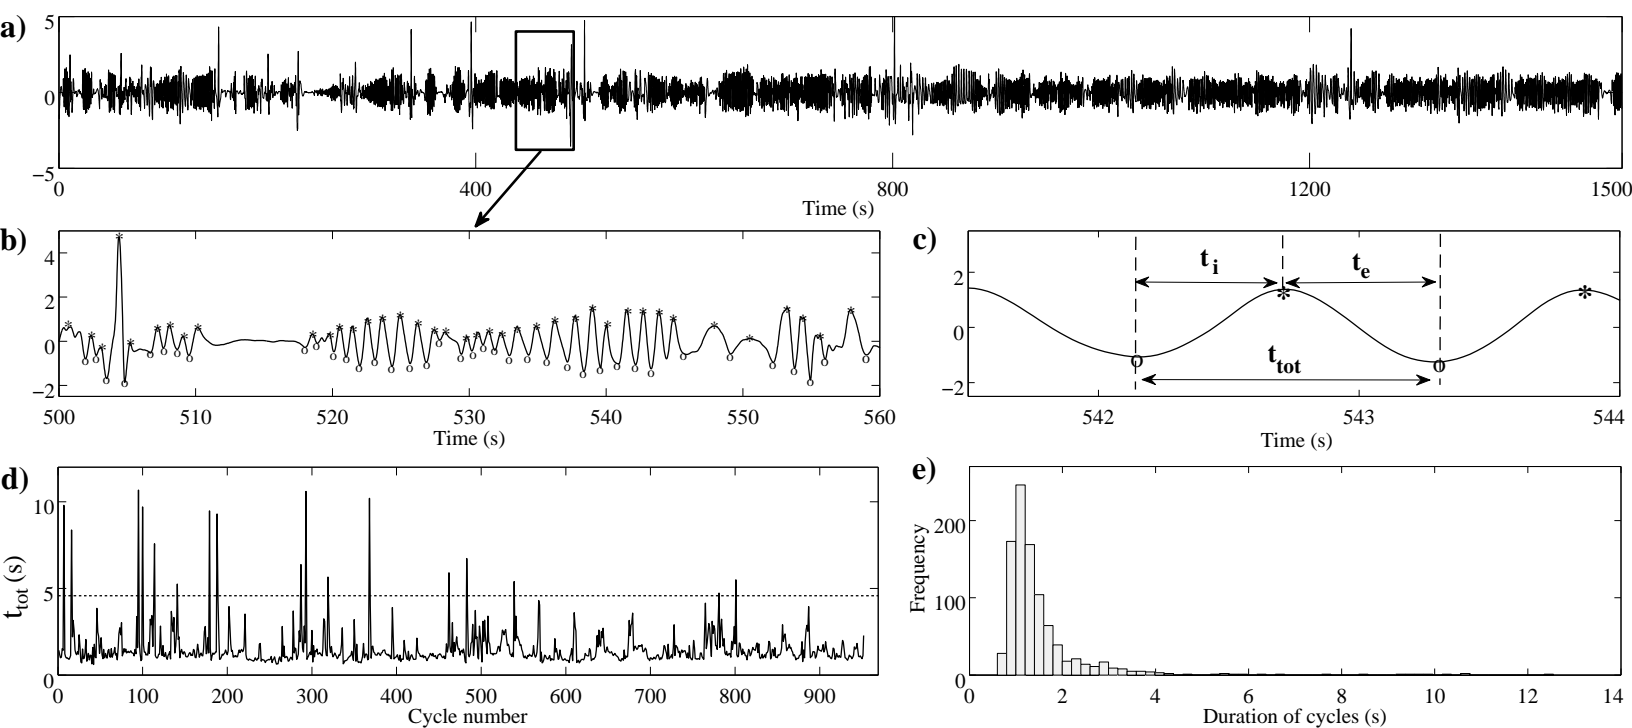 a)
5
0
−5
0 400 800 1200 1500
Time (s)
b)
4
2
0
−2
500 510 520 530 540 550 560
Time (s)
c)
2
0
−2
t i
t e
t tot
542 543 544
Time (s)
d)
10
5
0
t tot (s)
0 100 200 300 400 500 600 700 800 900
Cycle number
e)
200
100
0
Frequency
0 2 4 6 8 10 12 14
Duration of cycles (s)